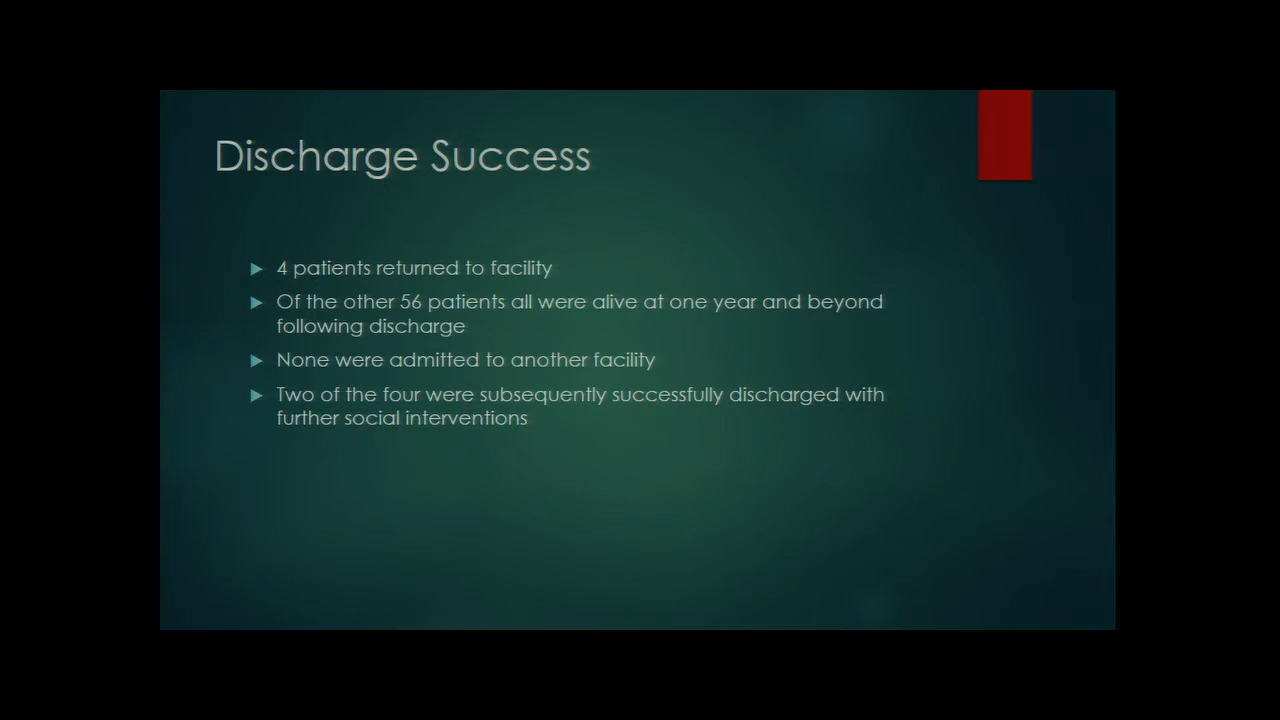 Discharge Success
4 patients returned to facility
Of the other 56 patients all were alive at one year and beyond
following discharge
None were admitted to another facility
Two of the four were subsequently successfully discharged with
further social interventions